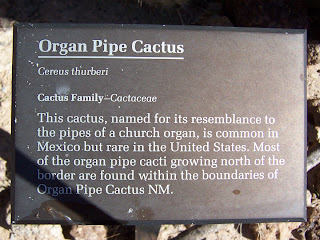 Organ Pipe Cactus
Cereus thurberi
Cactus Family–Cactaceae
This cactus, named for its resemblance to
the pipes of a church organ, is common in
Mexico but rare in the United States. Most
of the organ pipe cacti growing north of the
border are found within the boundaries of
Organ Pipe Cactus NM.